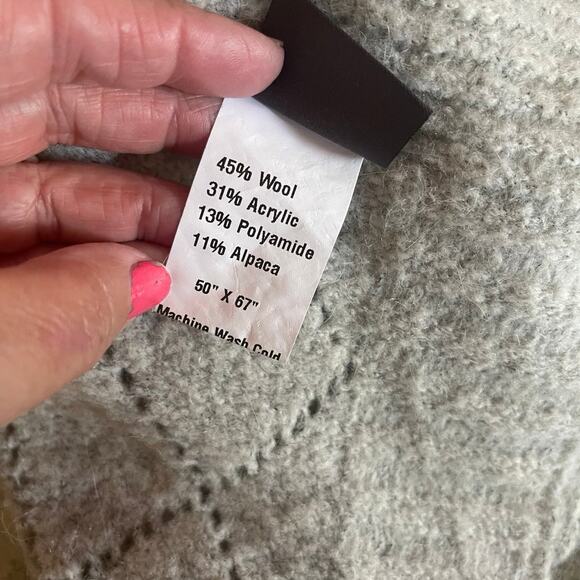 45% Wool
31% Acrylic
13% Polyamide
11% Alpaca
50" X 67"
Machine Wash Cold